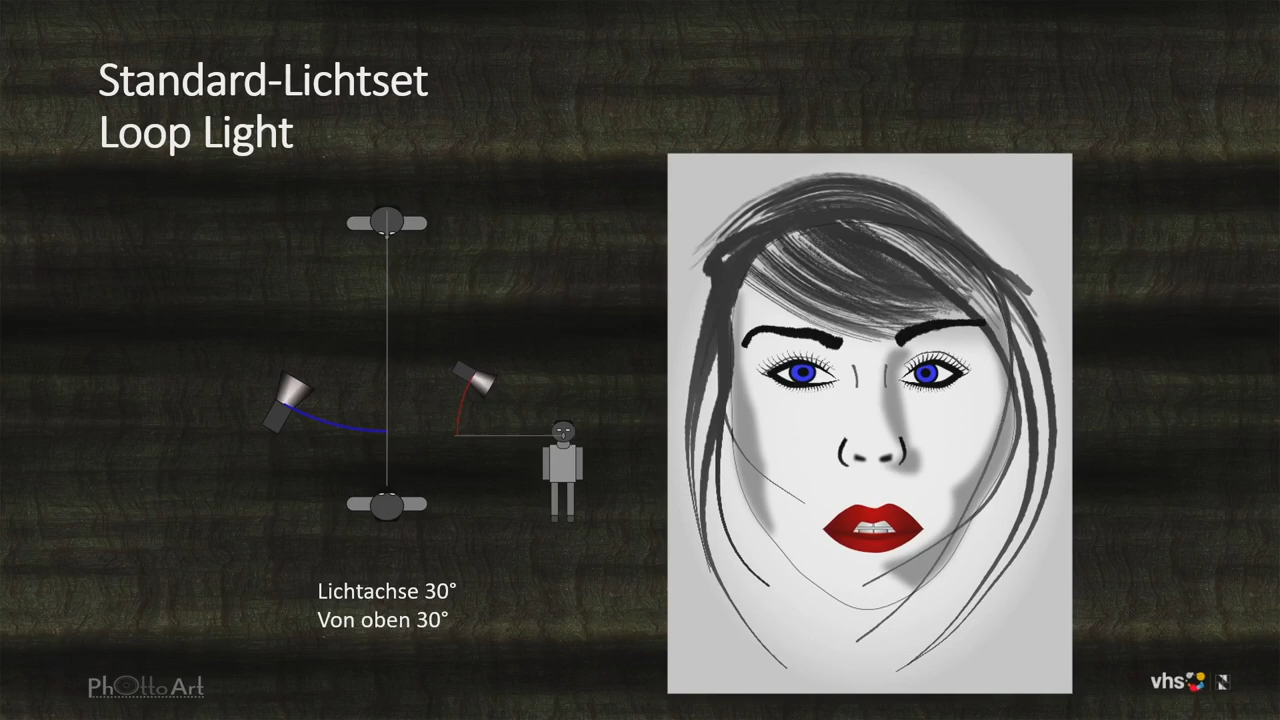 Standard-Lichtset
Loop Light
Lichtachse 30°
Von oben 30°
PhOttoArt
vhs